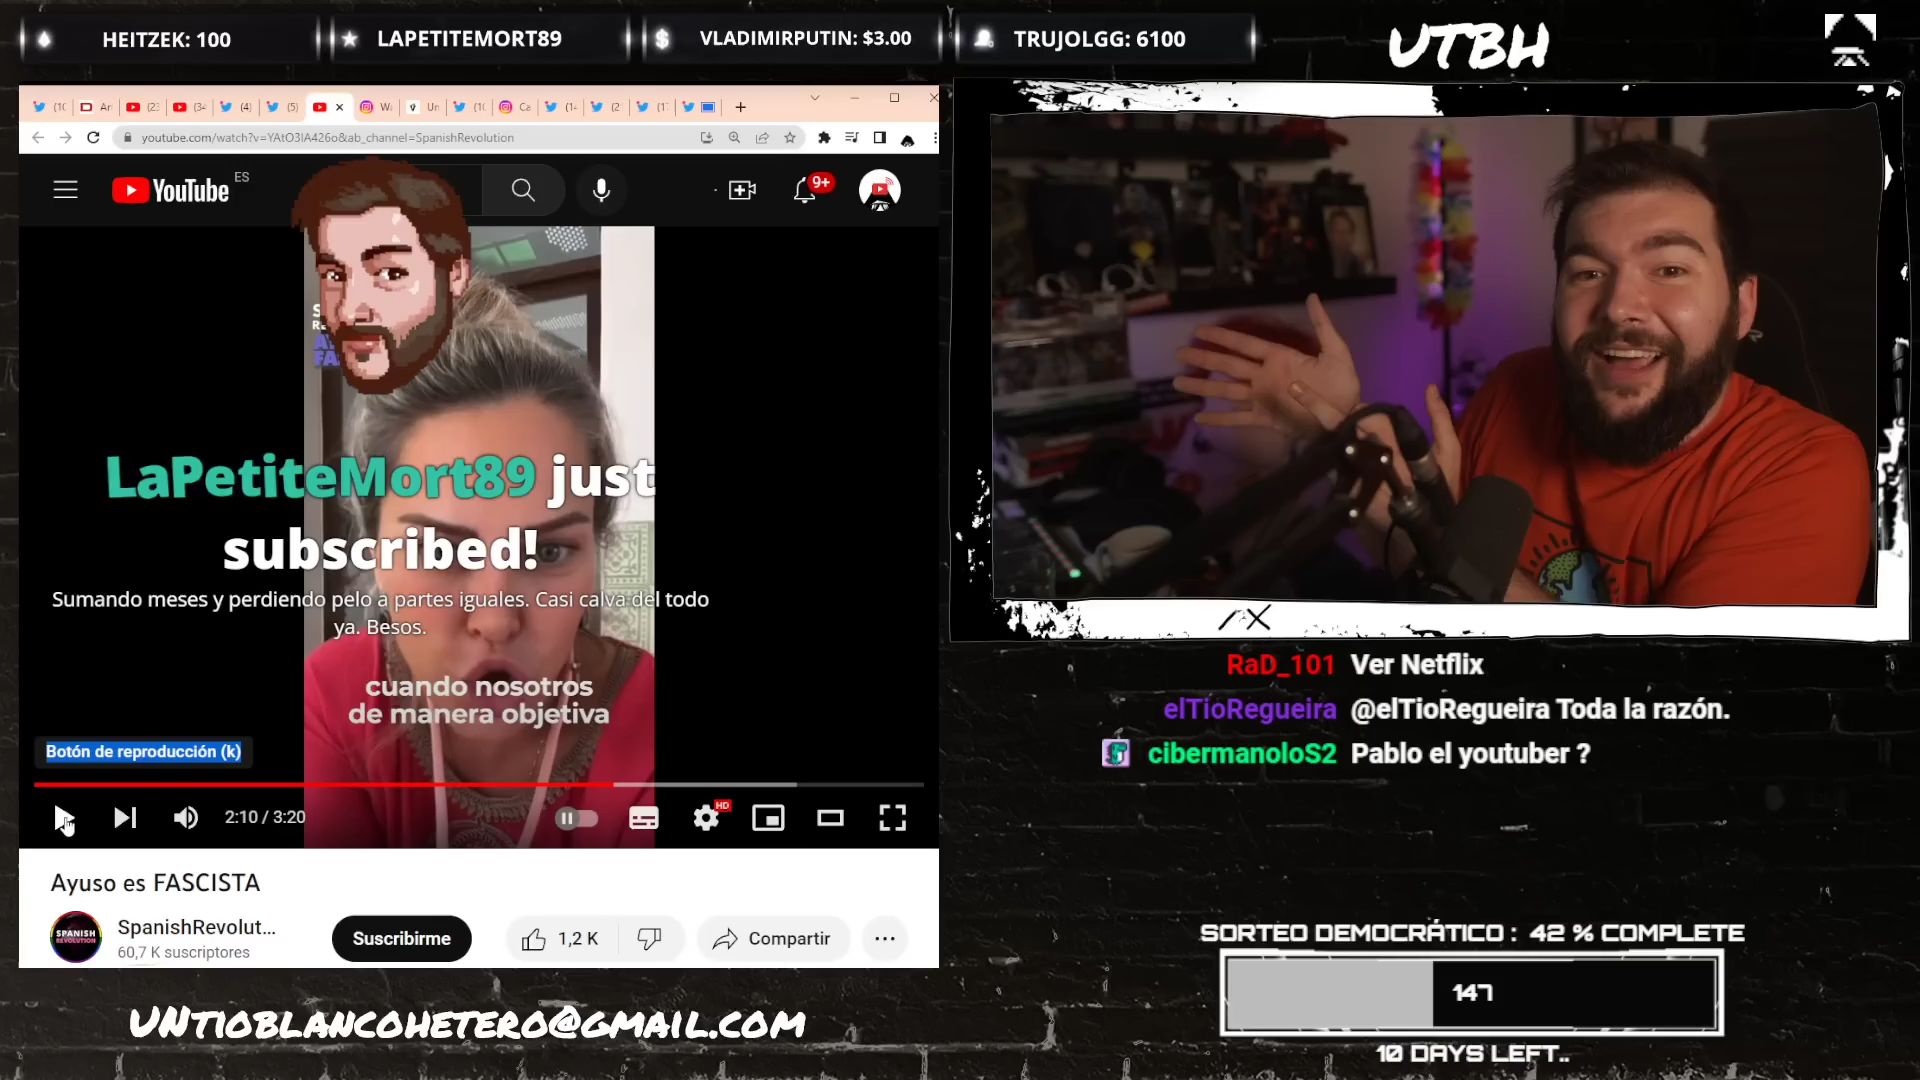 HEITZEK: 100
LAPETITEMORT89
VLADIMIRPUTIN: $3.00
TRUJOLGG: 6100
UTBH
youtube.com/watch?v=YAtO3IA426o&ab_channel=SpanishRevolution
YouTube
ES
9+
LaPetiteMort89 just
subscribed!
Sumando meses y perdiendo pelo a partes iguales. Casi calva del todo
ya. Besos.
cuando nosotros
de manera objetiva
Botón de reproducción (k)
2:10 / 3:20
HD
Ayuso es FASCISTA
SPANISH
REVOLUTION
SpanishRevolut...
60,7 K suscriptores
Suscribirme
1,2 K
Compartir
UNtioblancohetero@gmail.com
RaD_101 Ver Netflix
elTioRegueira @elTioRegueira Toda la razón.
cibermanoloS2 Pablo el youtuber ?
SORTEO DEMOCRÁTICO : 42 % COMPLETE
147
10 DAYS LEFT..